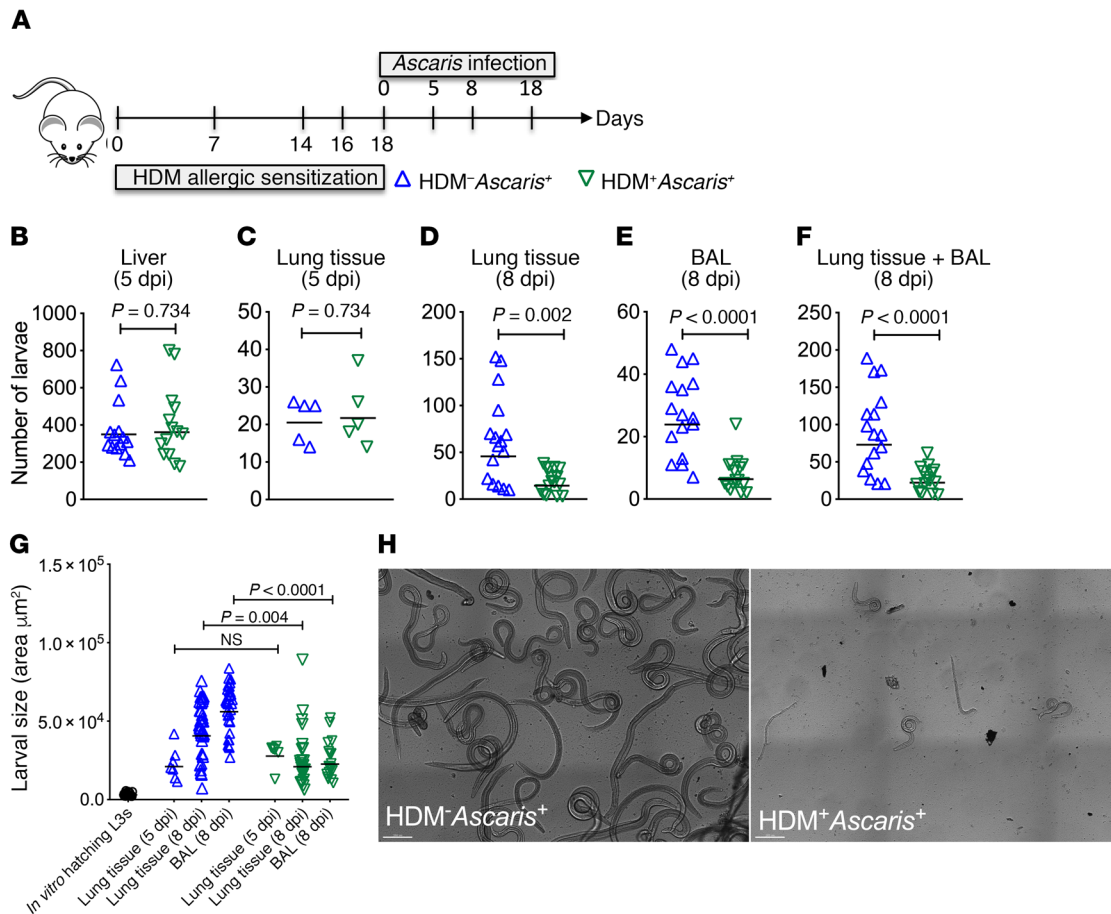 A
Ascaris infection
0 5 8 18
Days
0 7 14 16 18
HDM allergic sensitization
HDM⁻Ascaris⁺
HDM⁺Ascaris⁺
B
Liver
(5 dpi)
P = 0.734
Number of larvae
1000
800
600
400
200
0
C
Lung tissue
(5 dpi)
P = 0.734
50
40
30
20
10
0
D
Lung tissue
(8 dpi)
P = 0.002
200
150
100
50
0
E
BAL
(8 dpi)
P < 0.0001
60
40
20
0
F
Lung tissue + BAL
(8 dpi)
P < 0.0001
250
200
150
100
50
0
G
Larval size (area μm²)
1.5 × 10⁵
1.0 × 10⁵
5.0 × 10⁴
0.0
P < 0.0001
P = 0.004
NS
In vitro hatching L3s
Lung tissue (5 dpi)
Lung tissue (8 dpi)
BAL (8 dpi)
Lung tissue (5 dpi)
Lung tissue (8 dpi)
BAL (8 dpi)
H
HDM⁻Ascaris⁺
HDM⁺Ascaris⁺